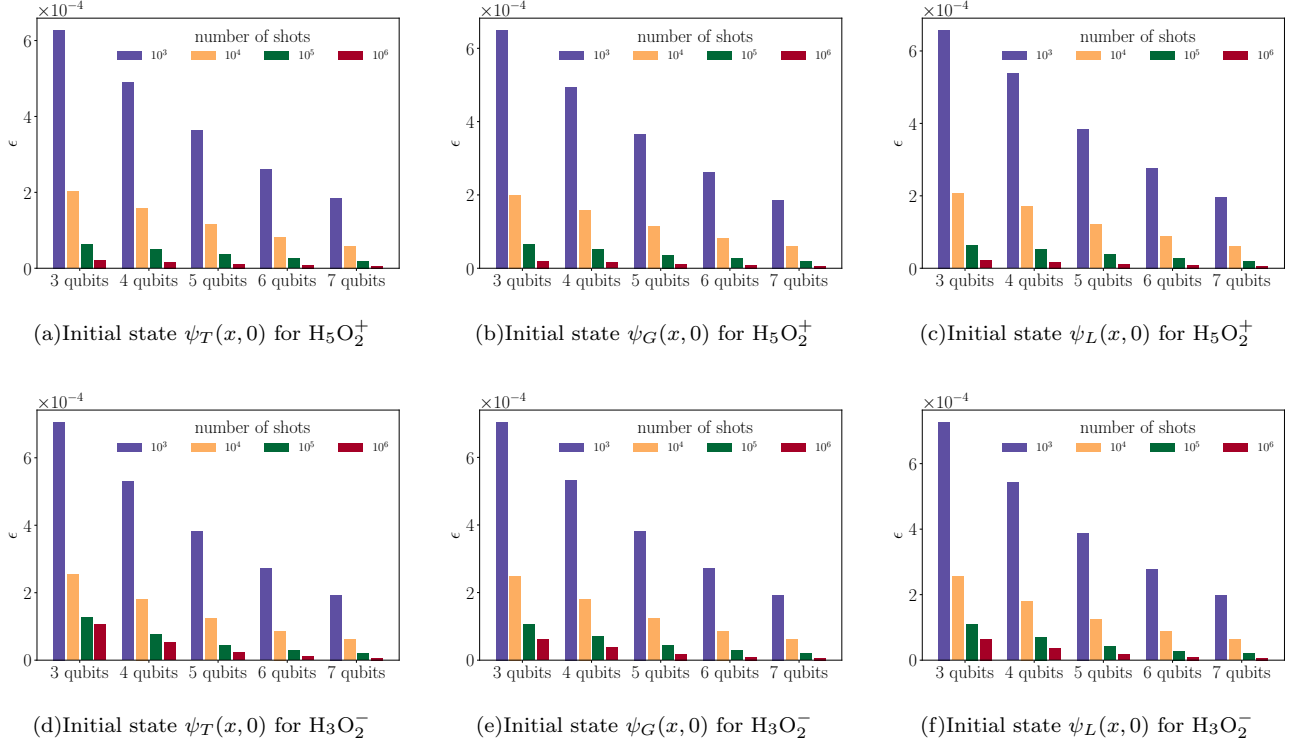 ×10⁻⁴
number of shots
10³ 10⁴ 10⁵ 10⁶
ϵ
6
4
2
0
3 qubits 4 qubits 5 qubits 6 qubits 7 qubits
(a)Initial state ψ_T(x, 0) for H₅O₂⁺
×10⁻⁴
number of shots
10³ 10⁴ 10⁵ 10⁶
ϵ
6
4
2
0
3 qubits 4 qubits 5 qubits 6 qubits 7 qubits
(b)Initial state ψ_G(x, 0) for H₅O₂⁺
×10⁻⁴
number of shots
10³ 10⁴ 10⁵ 10⁶
ϵ
6
4
2
0
3 qubits 4 qubits 5 qubits 6 qubits 7 qubits
(c)Initial state ψ_L(x, 0) for H₅O₂⁺
×10⁻⁴
number of shots
10³ 10⁴ 10⁵ 10⁶
ϵ
6
4
2
0
3 qubits 4 qubits 5 qubits 6 qubits 7 qubits
(d)Initial state ψ_T(x, 0) for H₃O₂⁻
×10⁻⁴
number of shots
10³ 10⁴ 10⁵ 10⁶
ϵ
6
4
2
0
3 qubits 4 qubits 5 qubits 6 qubits 7 qubits
(e)Initial state ψ_G(x, 0) for H₃O₂⁻
×10⁻⁴
number of shots
10³ 10⁴ 10⁵ 10⁶
ϵ
6
4
2
0
3 qubits 4 qubits 5 qubits 6 qubits 7 qubits
(f)Initial state ψ_L(x, 0) for H₃O₂⁻